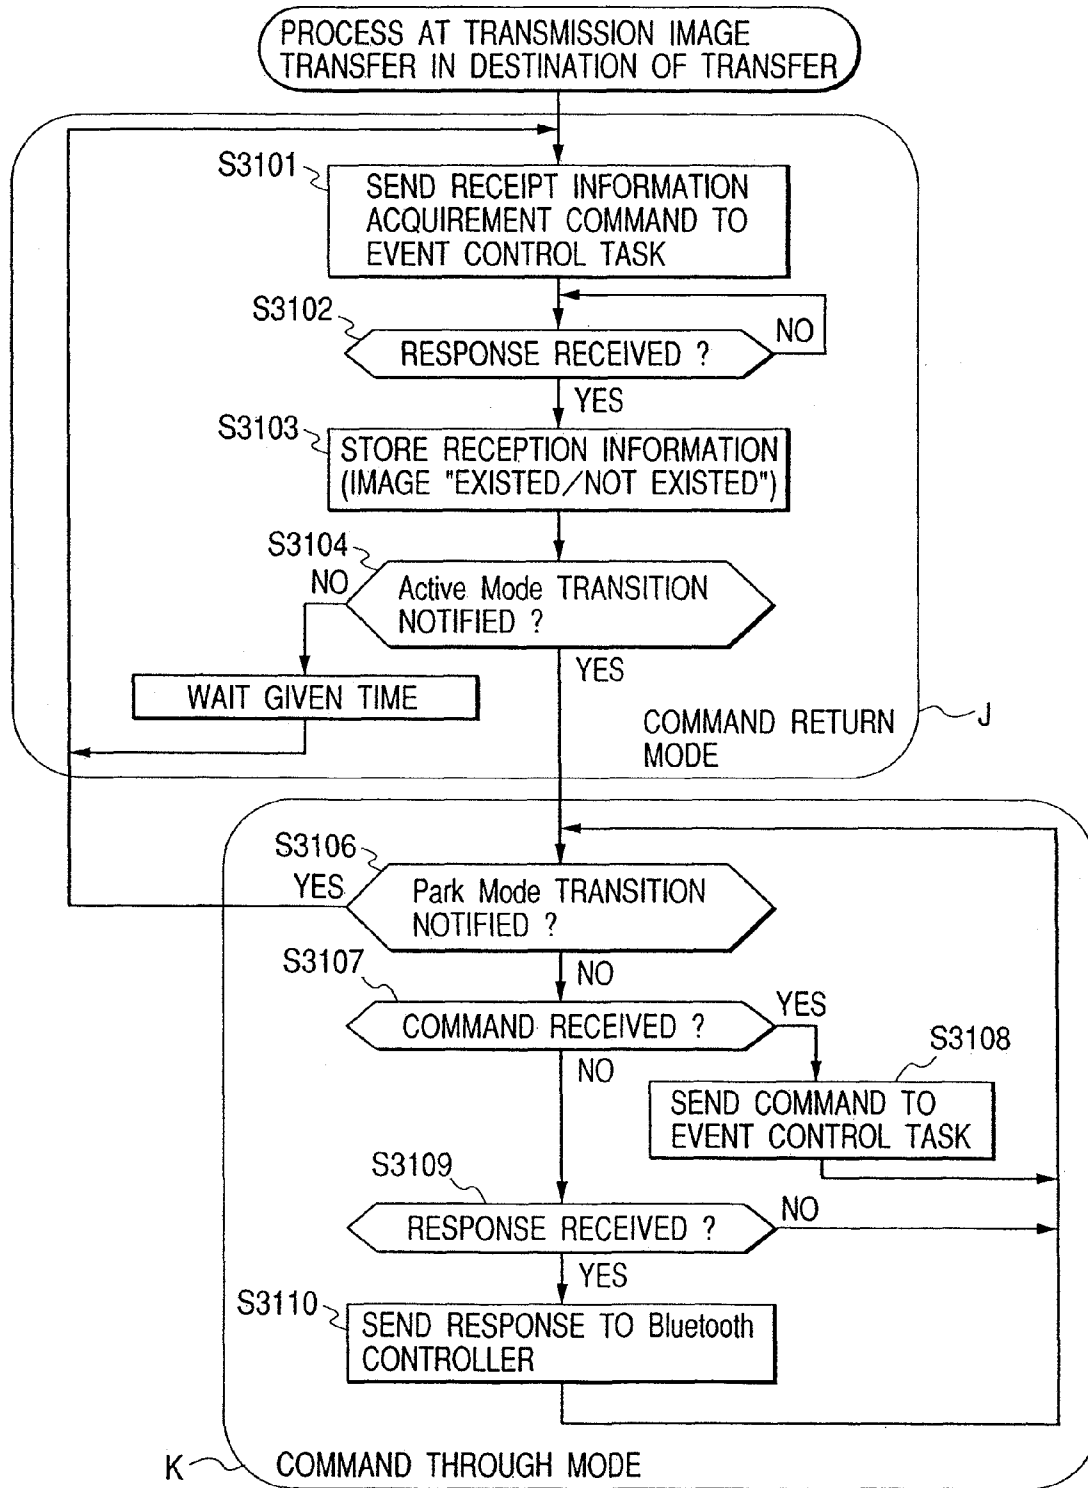 PROCESS AT TRANSMISSION IMAGE
TRANSFER IN DESTINATION OF TRANSFER
S3101
SEND RECEIPT INFORMATION
ACQUIREMENT COMMAND TO
EVENT CONTROL TASK
S3102
RESPONSE RECEIVED ?
NO
YES
S3103
STORE RECEPTION INFORMATION
(IMAGE "EXISTED/NOT EXISTED")
S3104
NO
Active Mode TRANSITION
NOTIFIED ?
YES
WAIT GIVEN TIME
COMMAND RETURN
MODE
J
S3106
YES
Park Mode TRANSITION
NOTIFIED ?
NO
S3107
COMMAND RECEIVED ?
YES
NO
S3108
SEND COMMAND TO
EVENT CONTROL TASK
S3109
RESPONSE RECEIVED ?
NO
YES
S3110
SEND RESPONSE TO Bluetooth
CONTROLLER
K
COMMAND THROUGH MODE